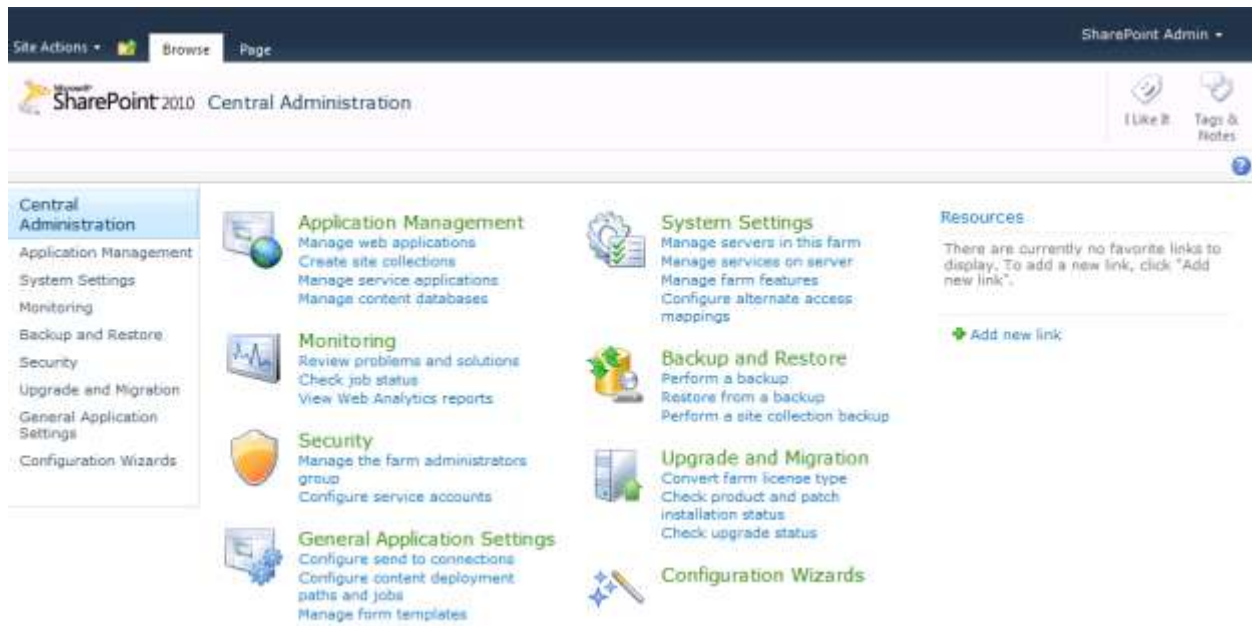 SharePoint Admin
Site Actions
Browse
Page
Microsoft
SharePoint 2010 Central Administration
I Like It
Tags &
Notes
Central
Administration
Application Management
System Settings
Monitoring
Backup and Restore
Security
Upgrade and Migration
General Application
Settings
Configuration Wizards
Application Management
Manage web applications
Create site collections
Manage service applications
Manage content databases
Monitoring
Review problems and solutions
Check job status
View Web Analytics reports
Security
Manage the farm administrators
group
Configure service accounts
General Application Settings
Configure send to connections
Configure content deployment
paths and jobs
Manage form templates
System Settings
Manage servers in this farm
Manage services on server
Manage farm features
Configure alternate access
mappings
Backup and Restore
Perform a backup
Restore from a backup
Perform a site collection backup
Upgrade and Migration
Convert farm license type
Check product and patch
installation status
Check upgrade status
Configuration Wizards
Resources
There are currently no favorite links to
display. To add a new link, click "Add
new link".
Add new link